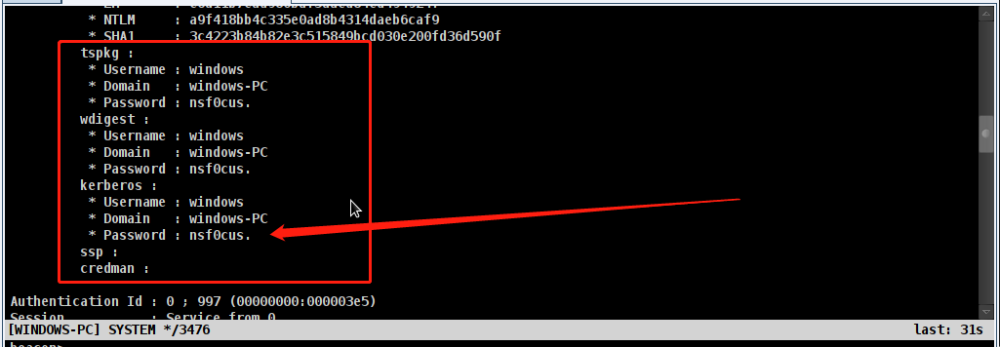 * NTLM     : a9f418bb4c335e0ad8b4314daeb6caf9
* SHA1     : 3c4223b84b82e3c515849bcd030e200fd36d590f
tspkg :
* Username : windows
* Domain   : windows-PC
* Password : nsf0cus.
wdigest :
* Username : windows
* Domain   : windows-PC
* Password : nsf0cus.
kerberos :
* Username : windows
* Domain   : windows-PC
* Password : nsf0cus.
ssp :
credman :
Authentication Id : 0 ; 997 (00000000:000003e5)
Session           : Service from 0
[WINDOWS-PC] SYSTEM */3476
last: 31s
beacon>